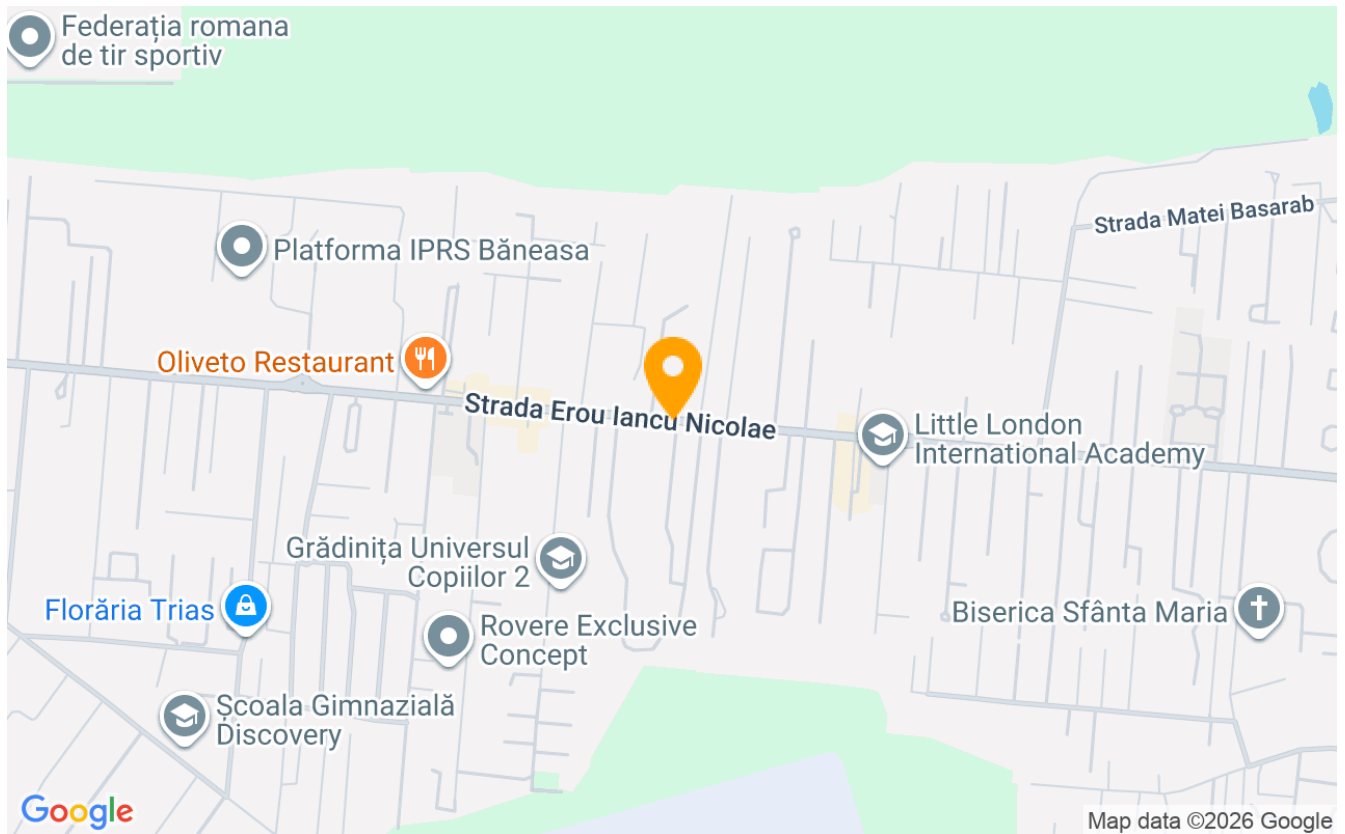 Federația romana
de tir sportiv
Strada Matei Basarab
Platforma IPRS Băneasa
Oliveto Restaurant
Strada Erou Iancu Nicolae
Little London
International Academy
Grădinița Universul
Copiilor 2
Florăria Trias
Biserica Sfânta Maria
Rovere Exclusive
Concept
Școala Gimnazială
Discovery
Google
Map data ©2026 Google